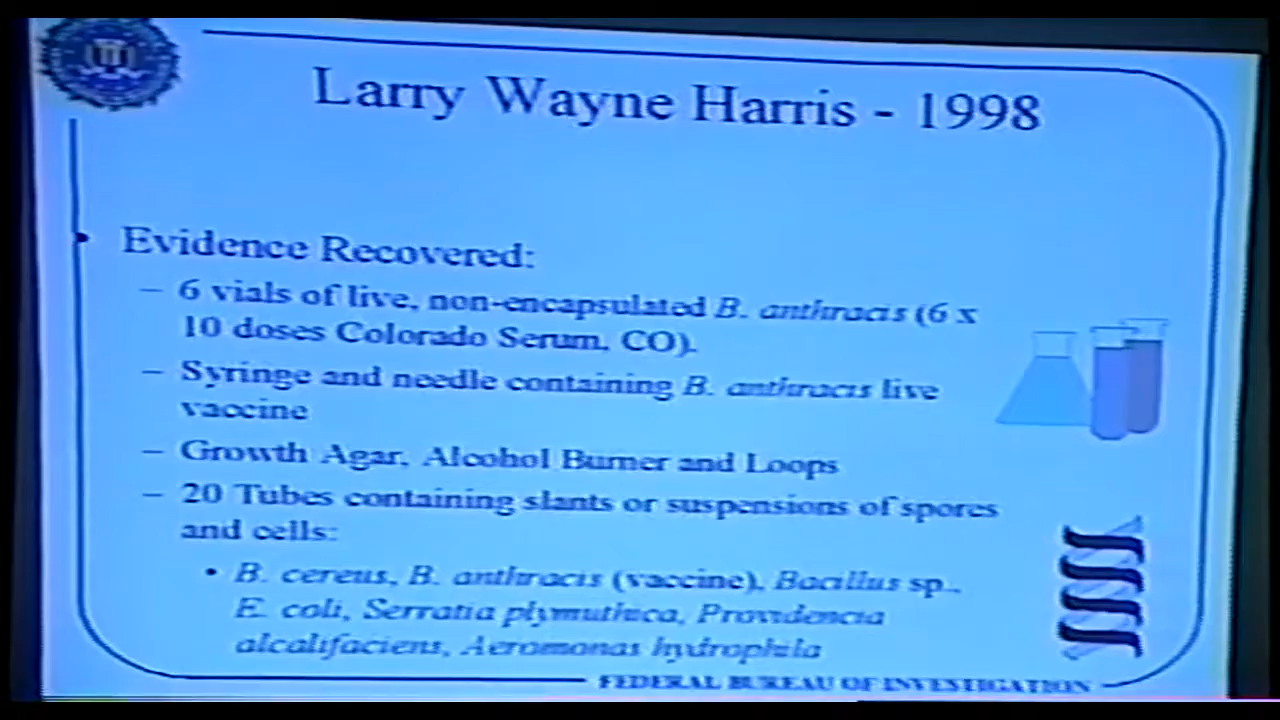 Larry Wayne Harris - 1998
• Evidence Recovered:
– 6 vials of live, non-encapsulated B. anthracis (6 x
10 doses Colorado Serum, CO).
– Syringe and needle containing B. anthracis live
vaccine
– Growth Agar, Alcohol Burner and Loops
– 20 Tubes containing slants or suspensions of spores
and cells:
• B. cereus, B. anthracis (vaccine), Bacillus sp.,
E. coli, Serratia plymuthica, Providencia
alcalifaciens, Aeromonas hydrophila
FEDERAL BUREAU OF INVESTIGATION